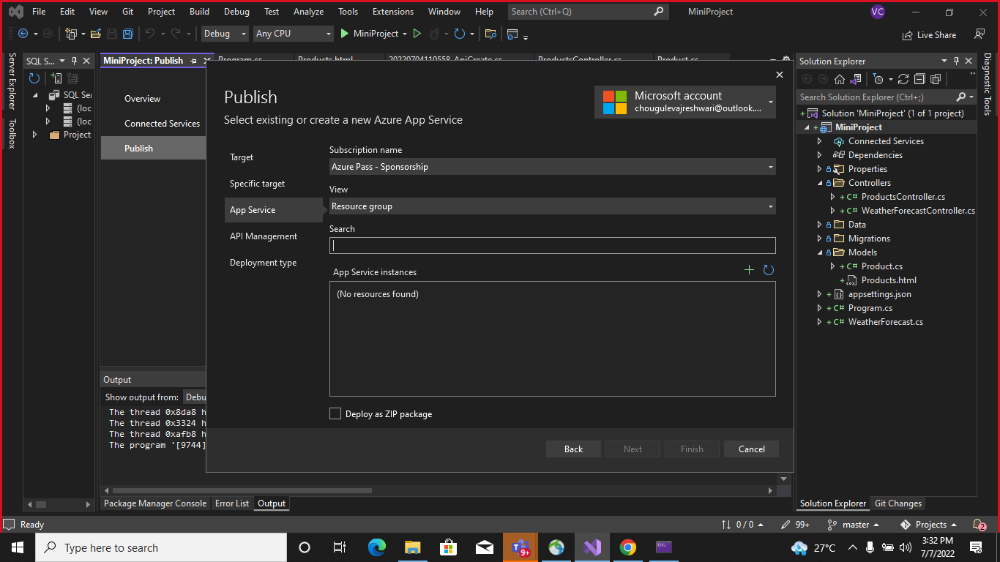 File Edit View Git Project Build Debug Test Analyze Tools Extensions Window Help Search (Ctrl+Q) MiniProject VC
Debug Any CPU MiniProject Live Share
Server Explorer
Toolbox
SQL S...
SQL Ser
(loc
(loc
Project
MiniProject: Publish Program.cs Products.html 20220704110558_ApiCreate.cs ProductsController.cs Product.cs
Overview
Connected Services
Publish
Publish
Select existing or create a new Azure App Service
Microsoft account
chougulevajreshwari@outlook....
Target
Specific target
App Service
API Management
Deployment type
Subscription name
Azure Pass - Sponsorship
View
Resource group
Search
App Service instances
(No resources found)
Deploy as ZIP package
Back Next Finish Cancel
Output
Show output from: Debu
The thread 0x8da8 h
The thread 0x3324 h
The thread 0xafb8 h
The program '[9744]
Package Manager Console Error List Output
Solution Explorer
Search Solution Explorer (Ctrl+;)
Solution 'MiniProject' (1 of 1 project)
MiniProject
Connected Services
Dependencies
Properties
Controllers
C# ProductsController.cs
C# WeatherForecastController.cs
Data
Migrations
Models
C# Product.cs
Products.html
appsettings.json
C# Program.cs
C# WeatherForecast.cs
Solution Explorer Git Changes
Diagnostic Tools
Ready 0 / 0 99+ master Projects 2
Type here to search 9+ 27°C 3:32 PM
7/7/2022